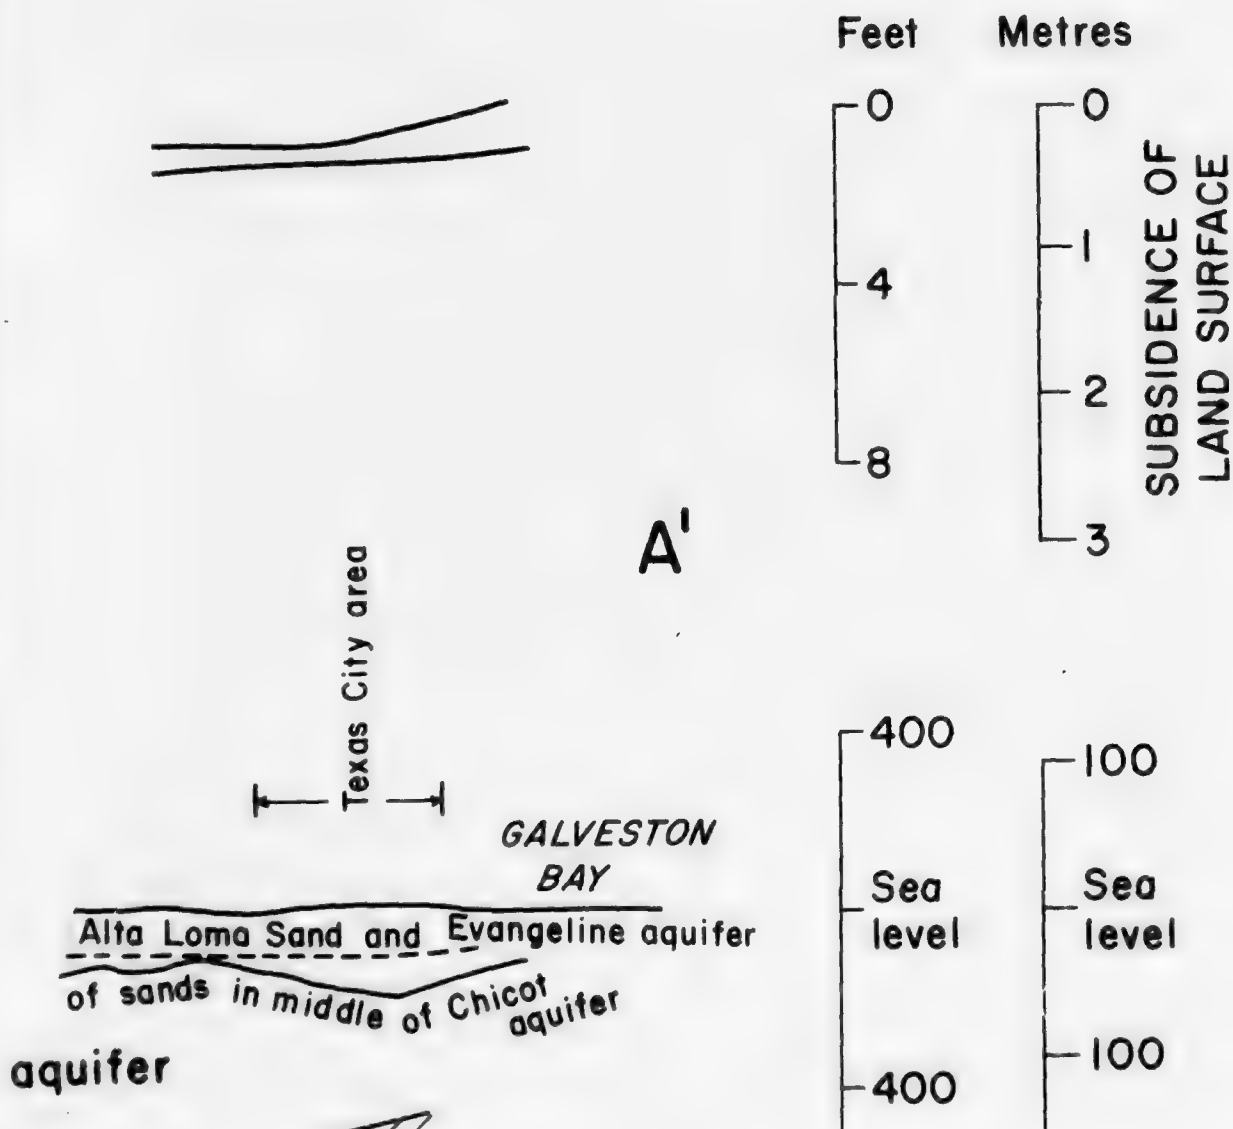 Feet
Metres
0
4
8
0
1
2
3
SUBSIDENCE OF
LAND SURFACE
A'
Texas City area
GALVESTON
BAY
Alta Loma Sand and Evangeline aquifer
of sands in middle of Chicot
aquifer
aquifer
400
Sea
level
400
100
Sea
level
100